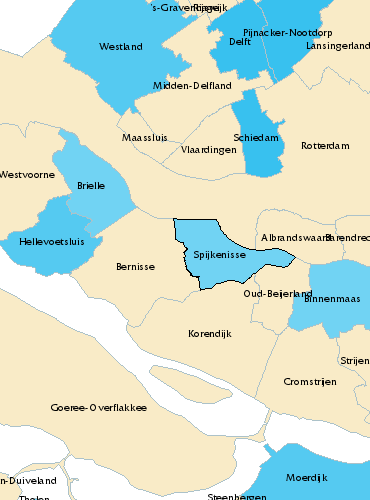 's-Gravenhage
Rijswijk
Pijnacker-Nootdorp
Westland
Delft
Lansingerland
Midden-Delfland
Maassluis
Schiedam
Vlaardingen
Rotterdam
Westvoorne
Brielle
Hellevoetsluis
Albrandswaard
Barendrec
Spijkenisse
Bernisse
Oud-Beijerland
Binnenmaas
Korendijk
Strijen
Cromstrijen
Goeree-Overflakkee
Moerdijk
n-Duiveland
Tholen
Steenbergen